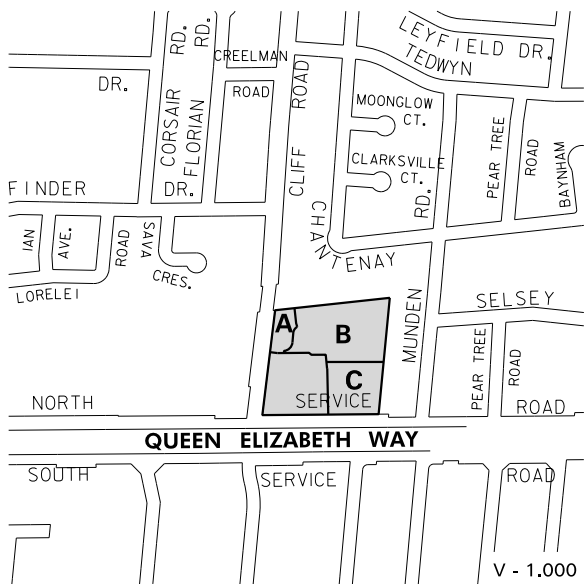 LEYFIELD DR.
TEDWYN
CORSAIR RD.
FLORIAN RD.
CREELMAN
ROAD
DR.
CLIFF ROAD
MOONGLOW
CT.
CLARKSVILLE
CT.
RD.
PEAR TREE
ROAD
BAYNHAM
FINDER
DR.
IAN
AVE.
ROAD
SAVA
CRES.
LORELEI
CHANTENAY
MUNDEN
SELSEY
A
B
C
PEAR TREE
ROAD
NORTH SERVICE ROAD
QUEEN ELIZABETH WAY
SOUTH SERVICE ROAD
V - 1.000